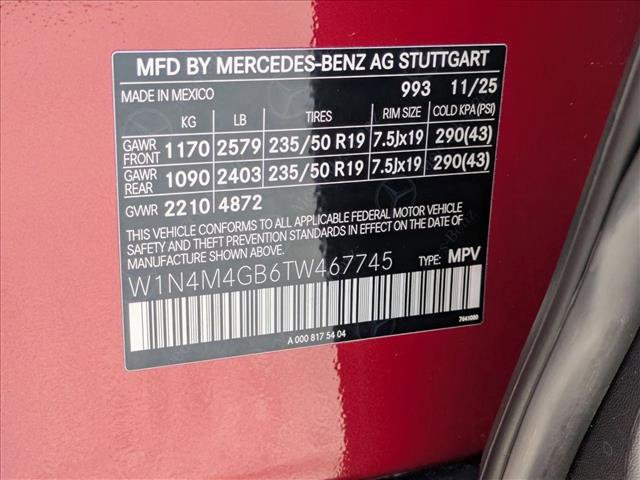 MFD BY MERCEDES-BENZ AG STUTTGART
MADE IN MEXICO 993 11/25
KG LB TIRES RIM SIZE COLD KPA(PSI)
GAWR FRONT 1170 2579 235/50 R19 7.5Jx19 290(43)
GAWR REAR 1090 2403 235/50 R19 7.5Jx19 290(43)
GVWR 2210 4872
THIS VEHICLE CONFORMS TO ALL APPLICABLE FEDERAL MOTOR VEHICLE
SAFETY AND THEFT PREVENTION STANDARDS IN EFFECT ON THE DATE OF
MANUFACTURE SHOWN ABOVE.
W1N4M4GB6TW467745 TYPE: MPV
A 000 817 54 04 7641080